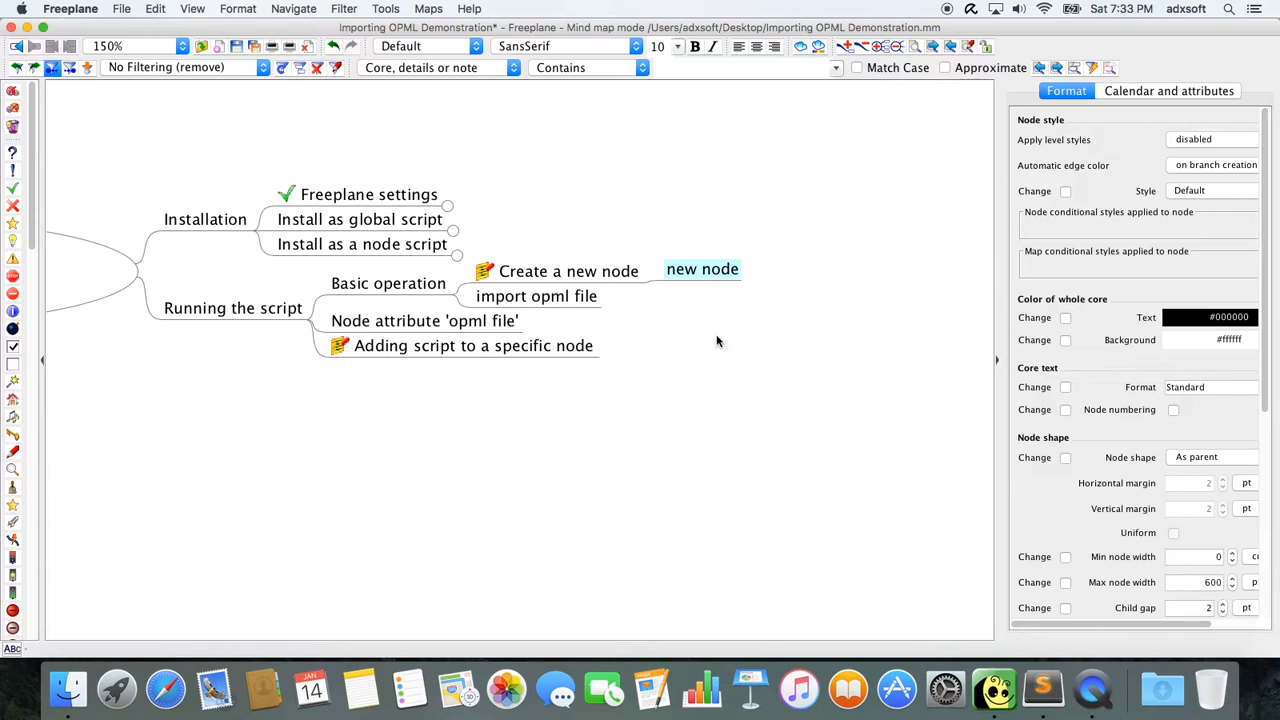 Freeplane File Edit View Format Navigate Filter Tools Maps Help Sat 7:33 PM adxsoft
Importing OPML Demonstration* - Freeplane - Mind map mode /Users/adxsoft/Desktop/Importing OPML Demonstration.mm
150% Default SansSerif 10 B I
No Filtering (remove) Core, details or note Contains Match Case Approximate
Format Calendar and attributes
Node style
Apply level styles disabled
Automatic edge color on branch creation
Change Style Default
Node conditional styles applied to node
Map conditional styles applied to node
Color of whole core
Change Text #000000
Change Background #ffffff
Core text
Change Format Standard
Change Node numbering
Node shape
Change Node shape As parent
Horizontal margin 2 pt
Vertical margin 2 pt
Uniform
Change Min node width 0
Change Max node width 600
Change Child gap 2 pt
Installation
Freeplane settings
Install as global script
Install as a node script
Running the script
Basic operation
Create a new node
new node
import opml file
Node attribute 'opml file'
Adding script to a specific node
ABC
JAN
14